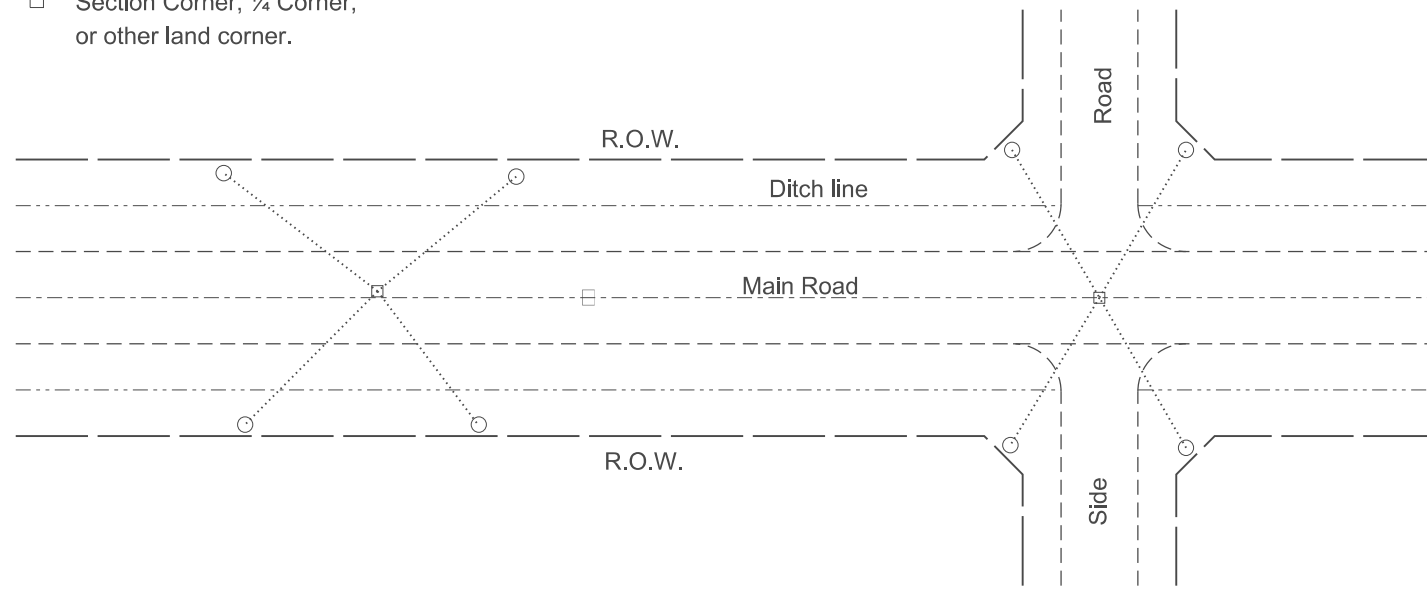 □ Section Corner, ¼ Corner,
or other land corner.
R.O.W.
Ditch line
Main Road
R.O.W.
Road
Side